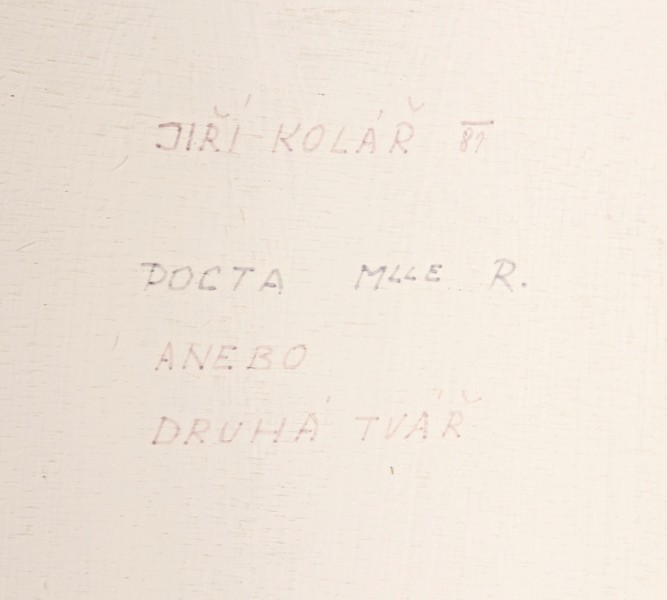 JIŘÍ KOLÁŘ 81
POCTA MLLE R.
ANEBO
DRUHÁ TVÁŘ